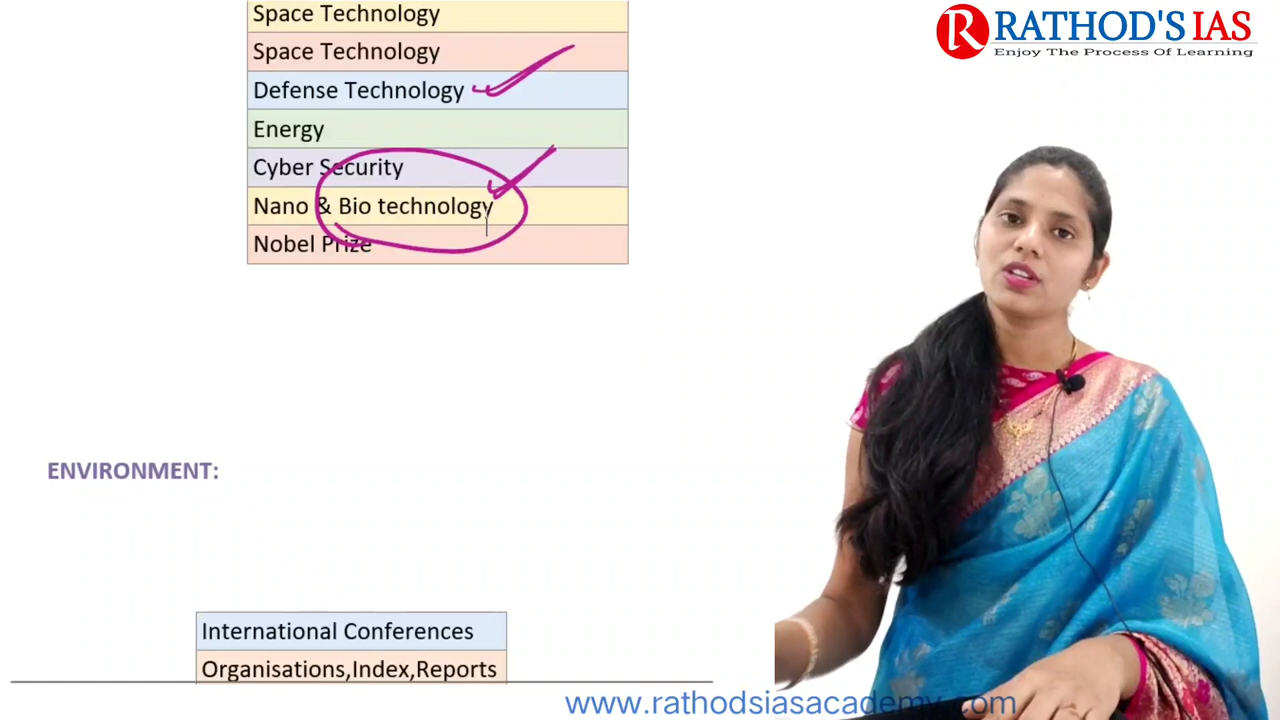 Space Technology
RATHOD'S IAS
Enjoy The Process Of Learning
Space Technology
Defense Technology
Energy
Cyber Security
Nano & Bio technology
Nobel Prize
ENVIRONMENT:
International Conferences
Organisations,Index,Reports
www.rathodsiasacademy.com